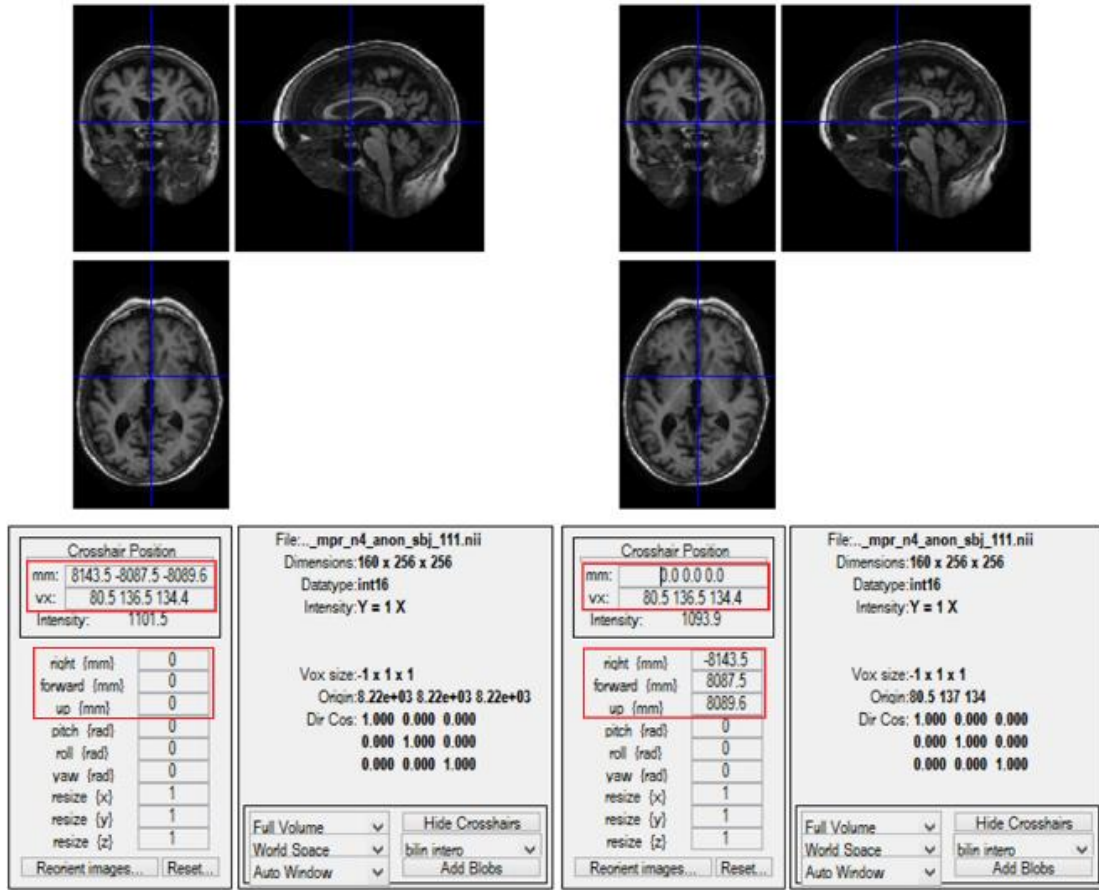 Crosshair Position
mm: 8143.5 -8087.5 -8089.6
vx: 80.5 136.5 134.4
Intensity: 1101.5
right {mm} 0
forward {mm} 0
up {mm} 0
pitch {rad} 0
roll {rad} 0
yaw {rad} 0
resize {x} 1
resize {y} 1
resize {z} 1
Reorient images... Reset...
File:.._mpr_n4_anon_sbj_111.nii
Dimensions:160 x 256 x 256
Datatype:int16
Intensity:Y = 1 X
Vox size:-1 x 1 x 1
Origin:8.22e+03 8.22e+03 8.22e+03
Dir Cos: 1.000 0.000 0.000
0.000 1.000 0.000
0.000 0.000 1.000
Full Volume Hide Crosshairs
World Space bilin interp
Auto Window Add Blobs
Crosshair Position
mm: 0.0 0.0 0.0
vx: 80.5 136.5 134.4
Intensity: 1093.9
right {mm} -8143.5
forward {mm} 8087.5
up {mm} 8089.6
pitch {rad} 0
roll {rad} 0
yaw {rad} 0
resize {x} 1
resize {y} 1
resize {z} 1
Reorient images... Reset...
File:.._mpr_n4_anon_sbj_111.nii
Dimensions:160 x 256 x 256
Datatype:int16
Intensity:Y = 1 X
Vox size:-1 x 1 x 1
Origin:80.5 137 134
Dir Cos: 1.000 0.000 0.000
0.000 1.000 0.000
0.000 0.000 1.000
Full Volume Hide Crosshairs
World Space bilin interp
Auto Window Add Blobs